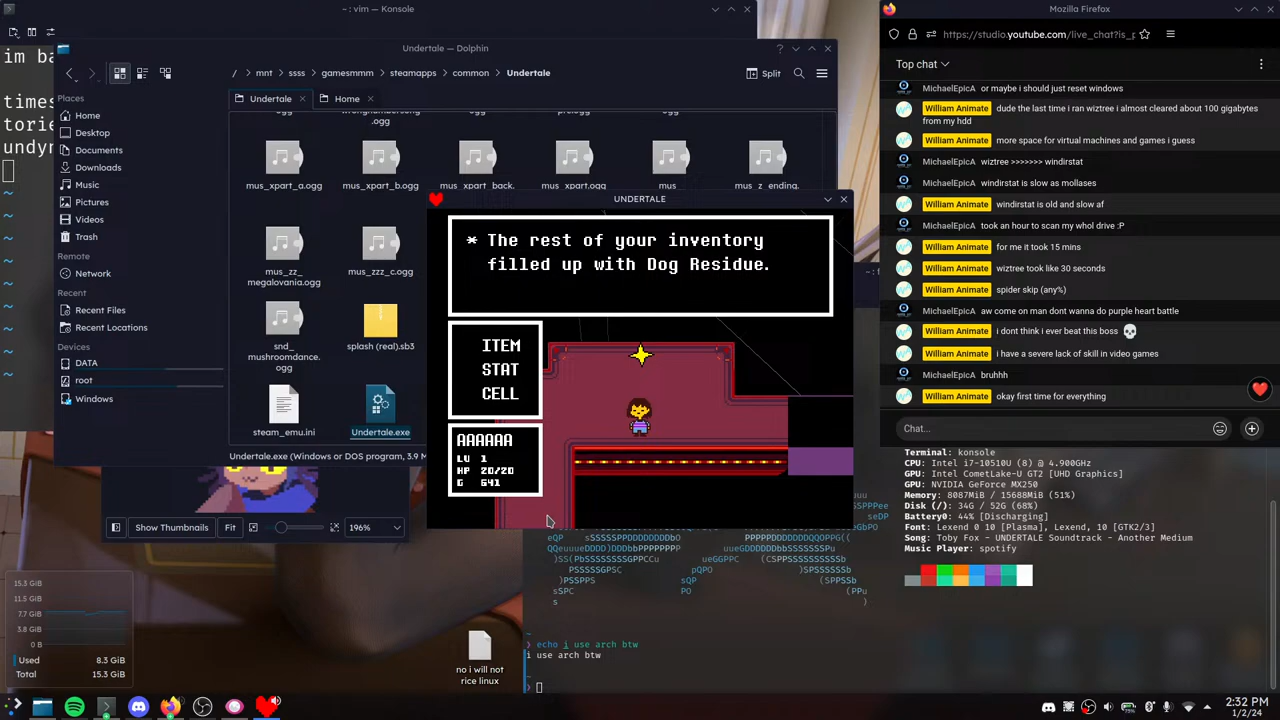 ~ : vim — Konsole
im ba
times
tories
undyn
~
~
~
~
~
~
~
Undertale — Dolphin
/ > mnt > ssss > gamesmmm > steamapps > common > Undertale
Split
Places
Home
Desktop
Documents
Downloads
Music
Pictures
Videos
Trash
Remote
Network
Recent
Recent Files
Recent Locations
Devices
DATA
root
Windows
Undertale
Home
.ogg
mus_xpart_a.ogg
mus_xpart_b.ogg
mus_xpart_back.
mus_xpart.ogg
mus_z_ending.
mus_zz_
megalovania.ogg
mus_zzz_c.ogg
snd_
mushroomdance.
ogg
splash (real).sb3
steam_emu.ini
Undertale.exe
Undertale.exe (Windows or DOS program, 3.9 M
UNDERTALE
* The rest of your inventory
filled up with Dog Residue.
ITEM
STAT
CELL
AAAAAA
LV 1
HP 20/20
G 641
Show Thumbnails
Fit
196%
Mozilla Firefox
https://studio.youtube.com/live_chat?is_p
Top chat
MichaelEpicA or maybe i should just reset windows
William Animate dude the last time i ran wiztree i almost cleared about 100 gigabytes
from my hdd
William Animate more space for virtual machines and games i guess
MichaelEpicA wiztree >>>>>>> windirstat
MichaelEpicA windirstat is slow as mollases
William Animate windirstat is old and slow af
MichaelEpicA took an hour to scan my whol drive :P
William Animate for me it took 15 mins
William Animate wiztree took like 30 seconds
William Animate spider skip (any%)
MichaelEpicA aw come on man dont wanna do purple heart battle
William Animate i dont think i ever beat this boss 💀
William Animate i have a severe lack of skill in video games
MichaelEpicA bruhhh
William Animate okay first time for everything
Chat...
Terminal: konsole
CPU: Intel i7-10510U (8) @ 4.900GHz
GPU: Intel CometLake-U GT2 [UHD Graphics]
GPU: NVIDIA GeForce MX250
Memory: 8087MiB / 15688MiB (51%)
Disk (/): 34G / 52G (68%)
Battery0: 44% [Discharging]
Font: Lexend 0 10 [Plasma], Lexend, 10 [GTK2/3]
Song: Toby Fox - UNDERTALE Soundtrack - Another Medium
Music Player: spotify
~
❯ echo i use arch btw
i use arch btw
~
❯
15.3 GiB
11.5 GiB
7.7 GiB
3.8 GiB
0 B
Used 8.3 GiB
Total 15.3 GiB
no i will not
rice linux
2:32 PM
1/2/24